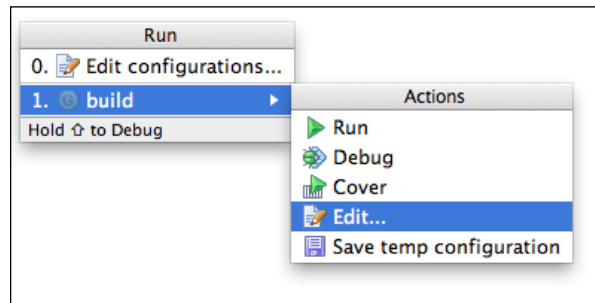 Run
0. Edit configurations...
1. build
Hold ⇧ to Debug
Actions
Run
Debug
Cover
Edit...
Save temp configuration